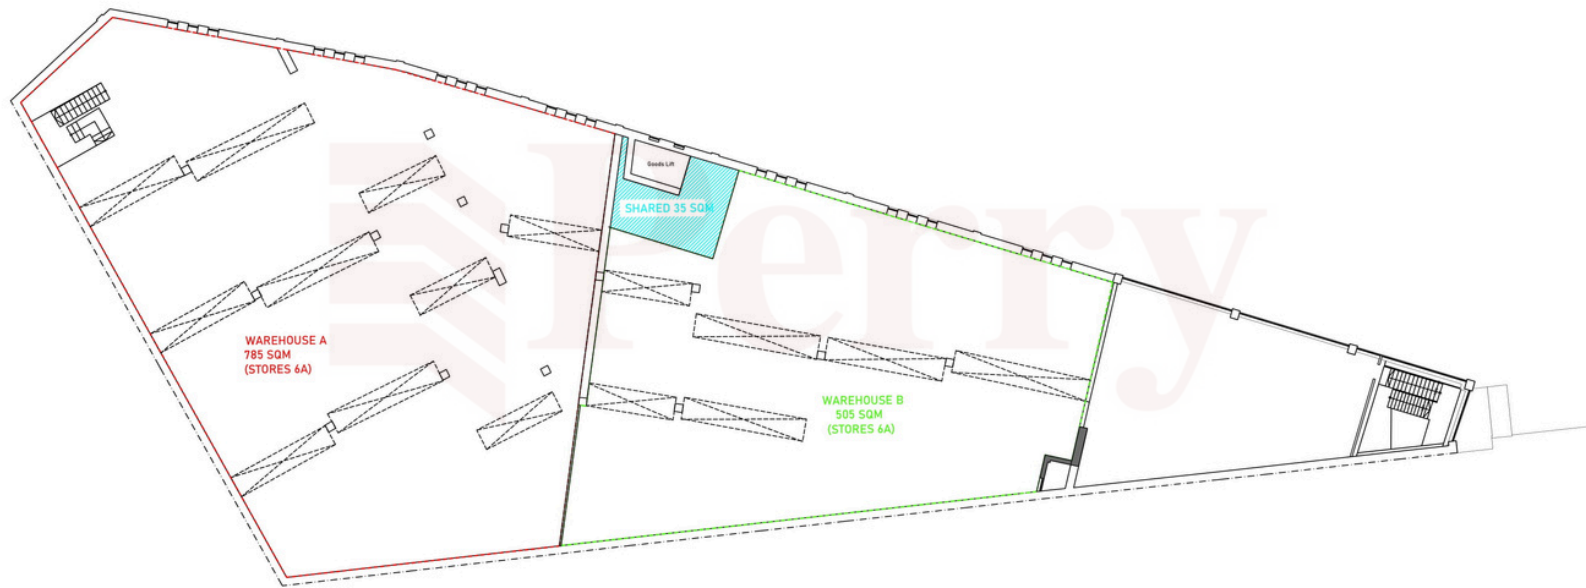 Goods Lift
SHARED 35 SQM
Perry
WAREHOUSE A
785 SQM
(STORES 6A)
WAREHOUSE B
505 SQM
(STORES 6A)